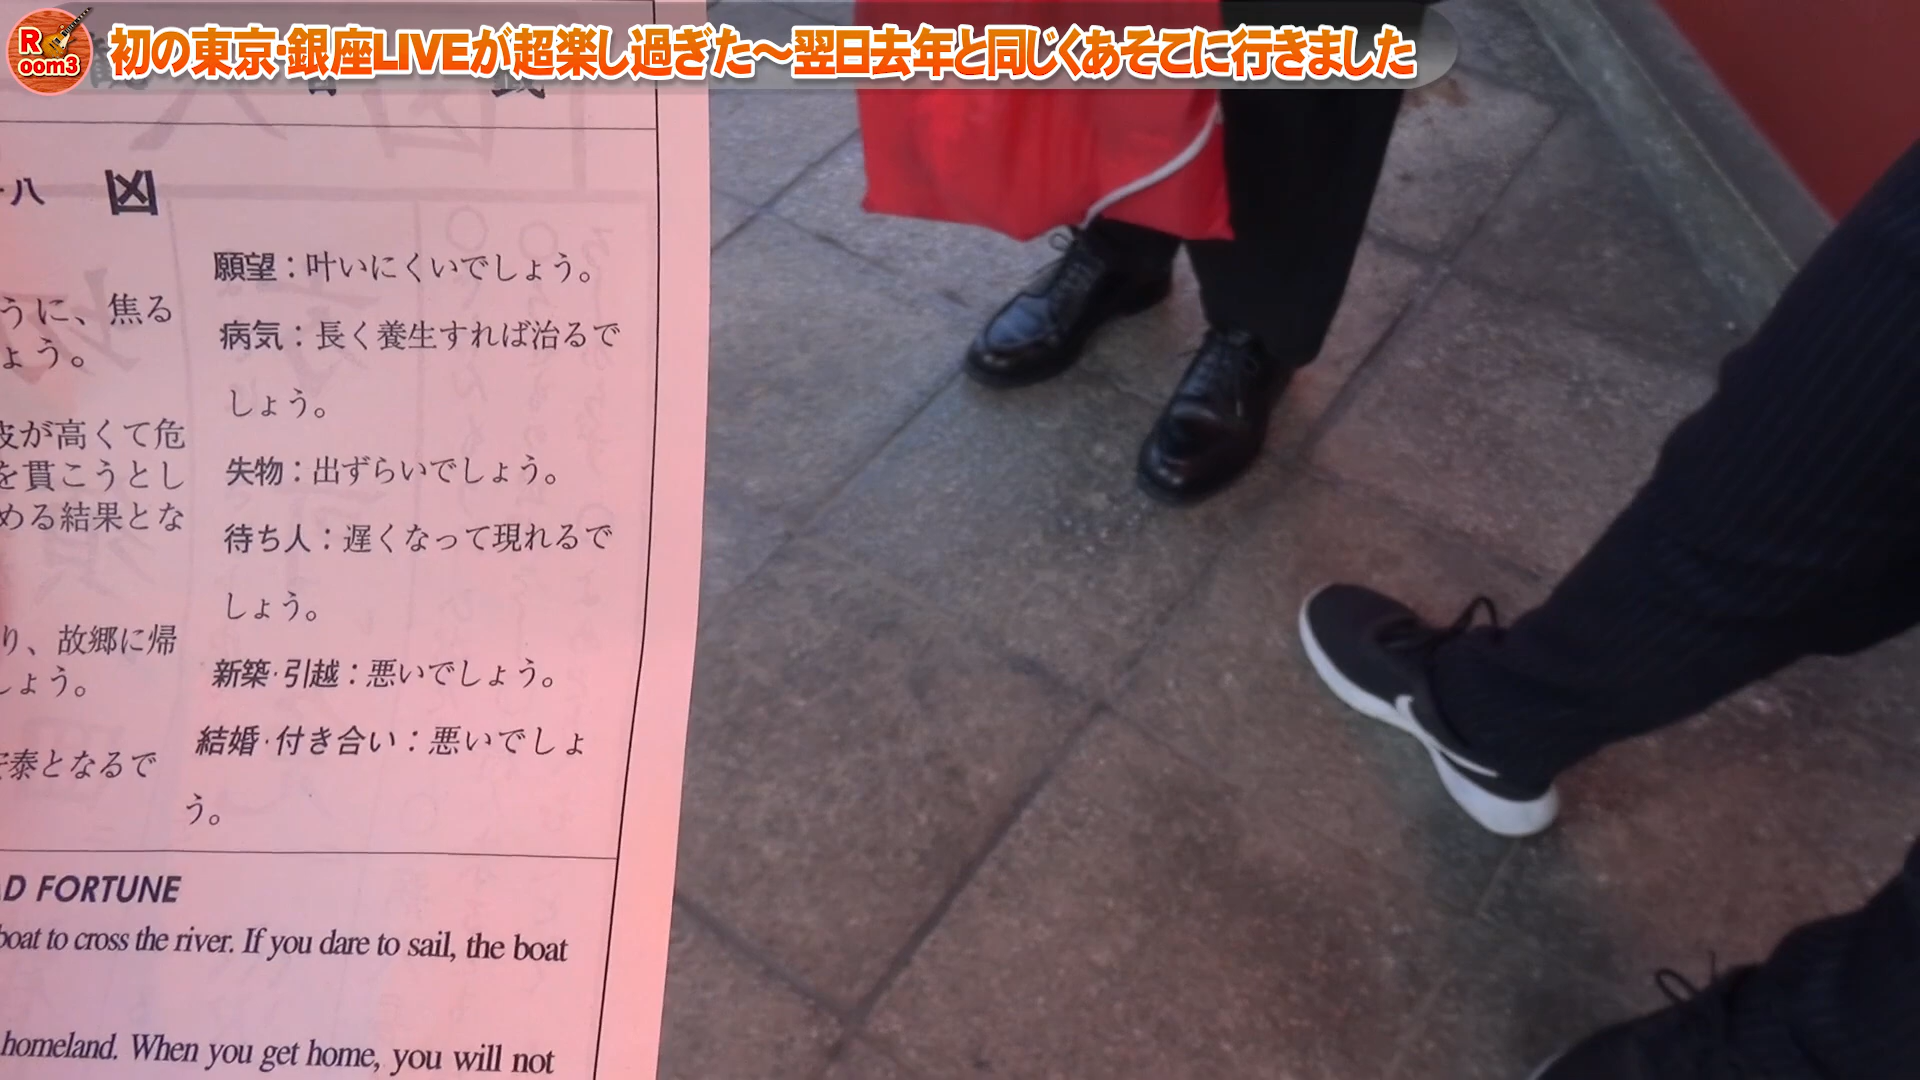 R
oom3
初の東京・銀座LIVEが超楽し過ぎた～翌日去年と同じくあそこに行きました
八 凶
うに、焦る
ょう。
が高くて危
を貫こうとし
める結果とな
り、故郷に帰
しょう。
泰となるで
願望：叶いにくいでしょう。
病気：長く養生すれば治るで
しょう。
失物：出ずらいでしょう。
待ち人：遅くなって現れるで
しょう。
新築・引越：悪いでしょう。
結婚・付き合い：悪いでしょ
う。
AD FORTUNE
boat to cross the river. If you dare to sail, the boat
homeland. When you get home, you will not